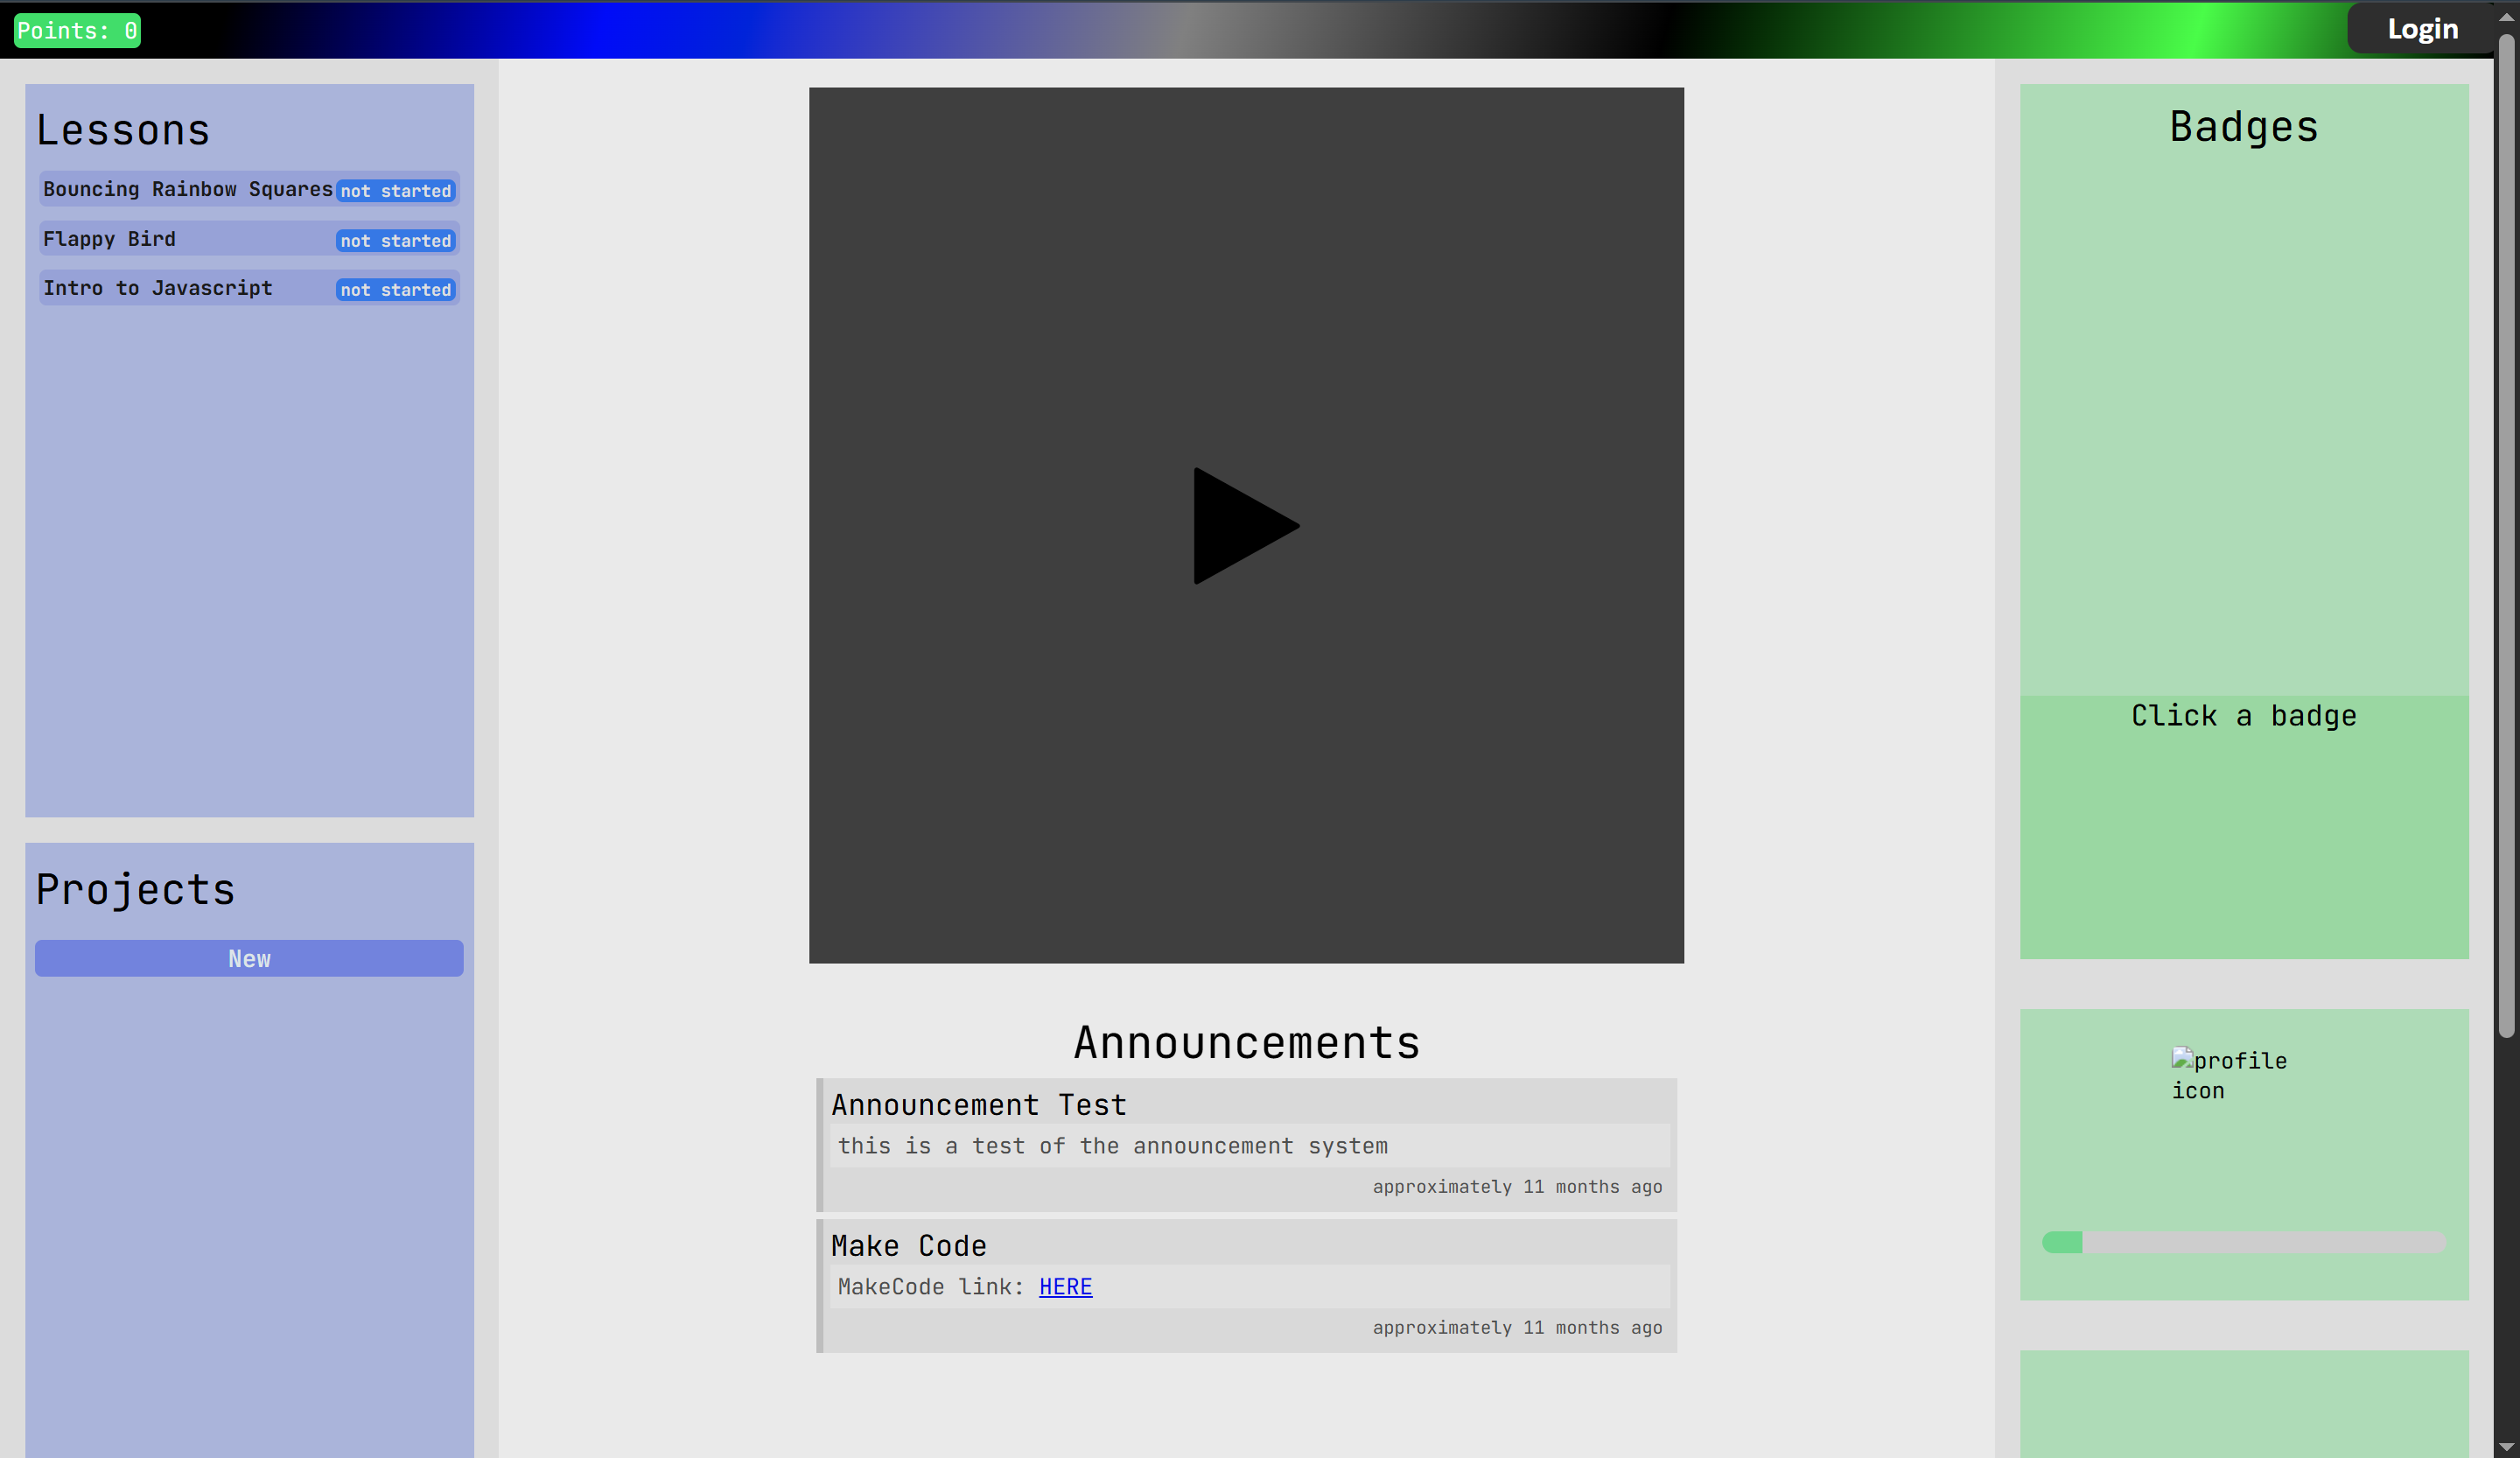 Points: 0
Login
Lessons
Bouncing Rainbow Squares not started
Flappy Bird not started
Intro to Javascript not started
Projects
New
Announcements
Announcement Test
this is a test of the announcement system
approximately 11 months ago
Make Code
MakeCode link: HERE
approximately 11 months ago
Badges
Click a badge
profile
icon